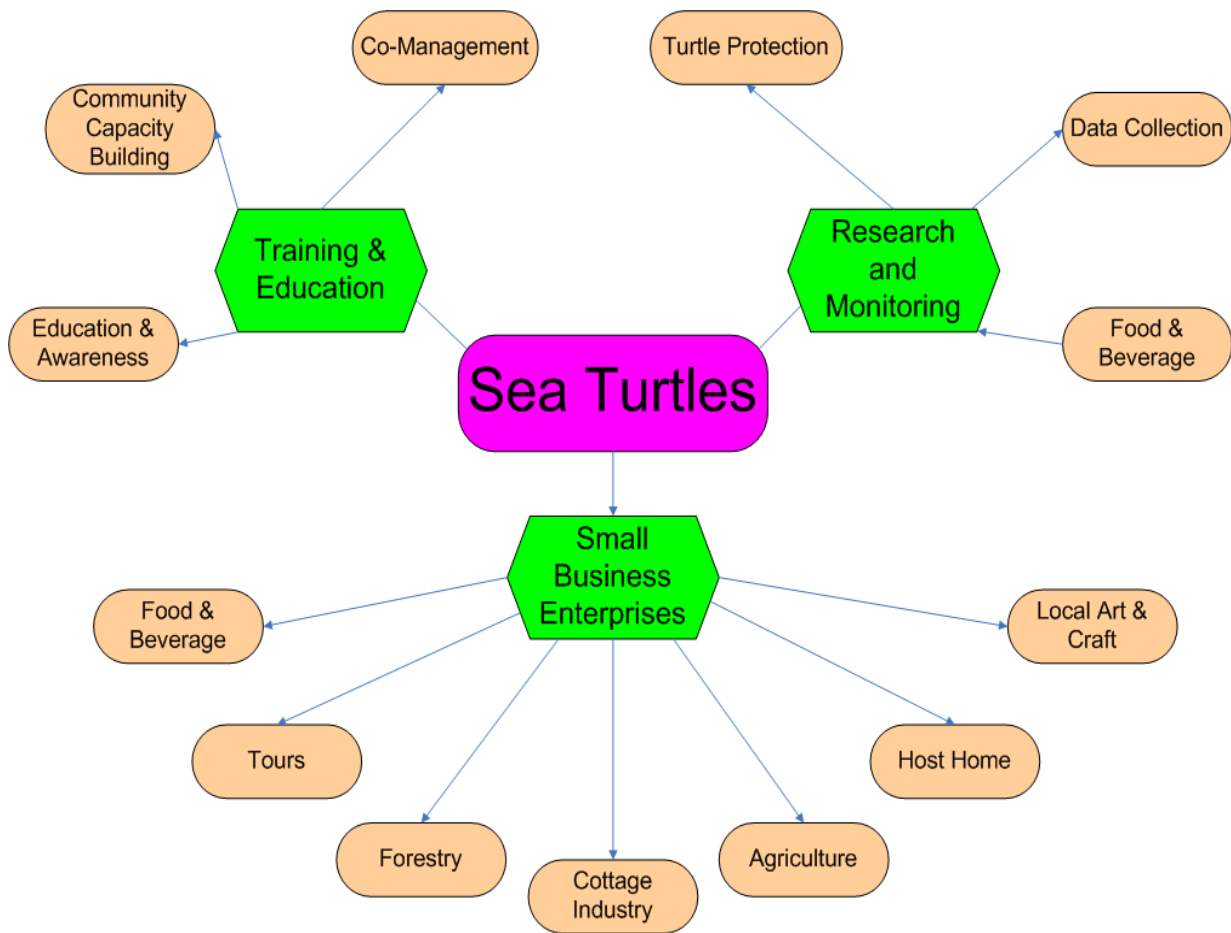 Co-Management
Turtle Protection
Community
Capacity
Building
Data Collection
Training &
Education
Research
and
Monitoring
Education &
Awareness
Food &
Beverage
Sea Turtles
Small
Business
Enterprises
Food &
Beverage
Local Art &
Craft
Tours
Host Home
Forestry
Agriculture
Cottage
Industry